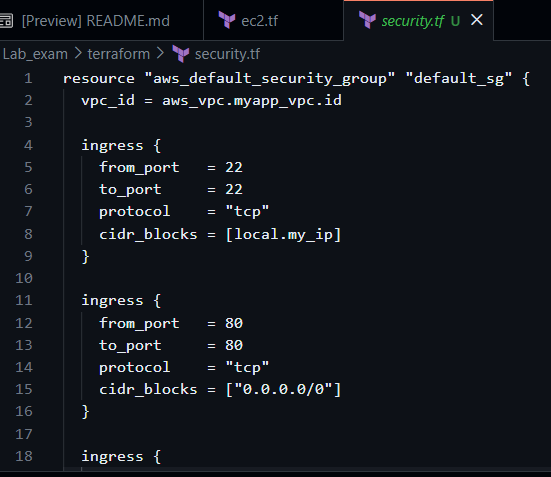 [Preview] README.md
ec2.tf
security.tf U
Lab_exam > terraform > security.tf
1 resource "aws_default_security_group" "default_sg" {
2 vpc_id = aws_vpc.myapp_vpc.id
3
4 ingress {
5 from_port = 22
6 to_port = 22
7 protocol = "tcp"
8 cidr_blocks = [local.my_ip]
9 }
10
11 ingress {
12 from_port = 80
13 to_port = 80
14 protocol = "tcp"
15 cidr_blocks = ["0.0.0.0/0"]
16 }
17
18 ingress {